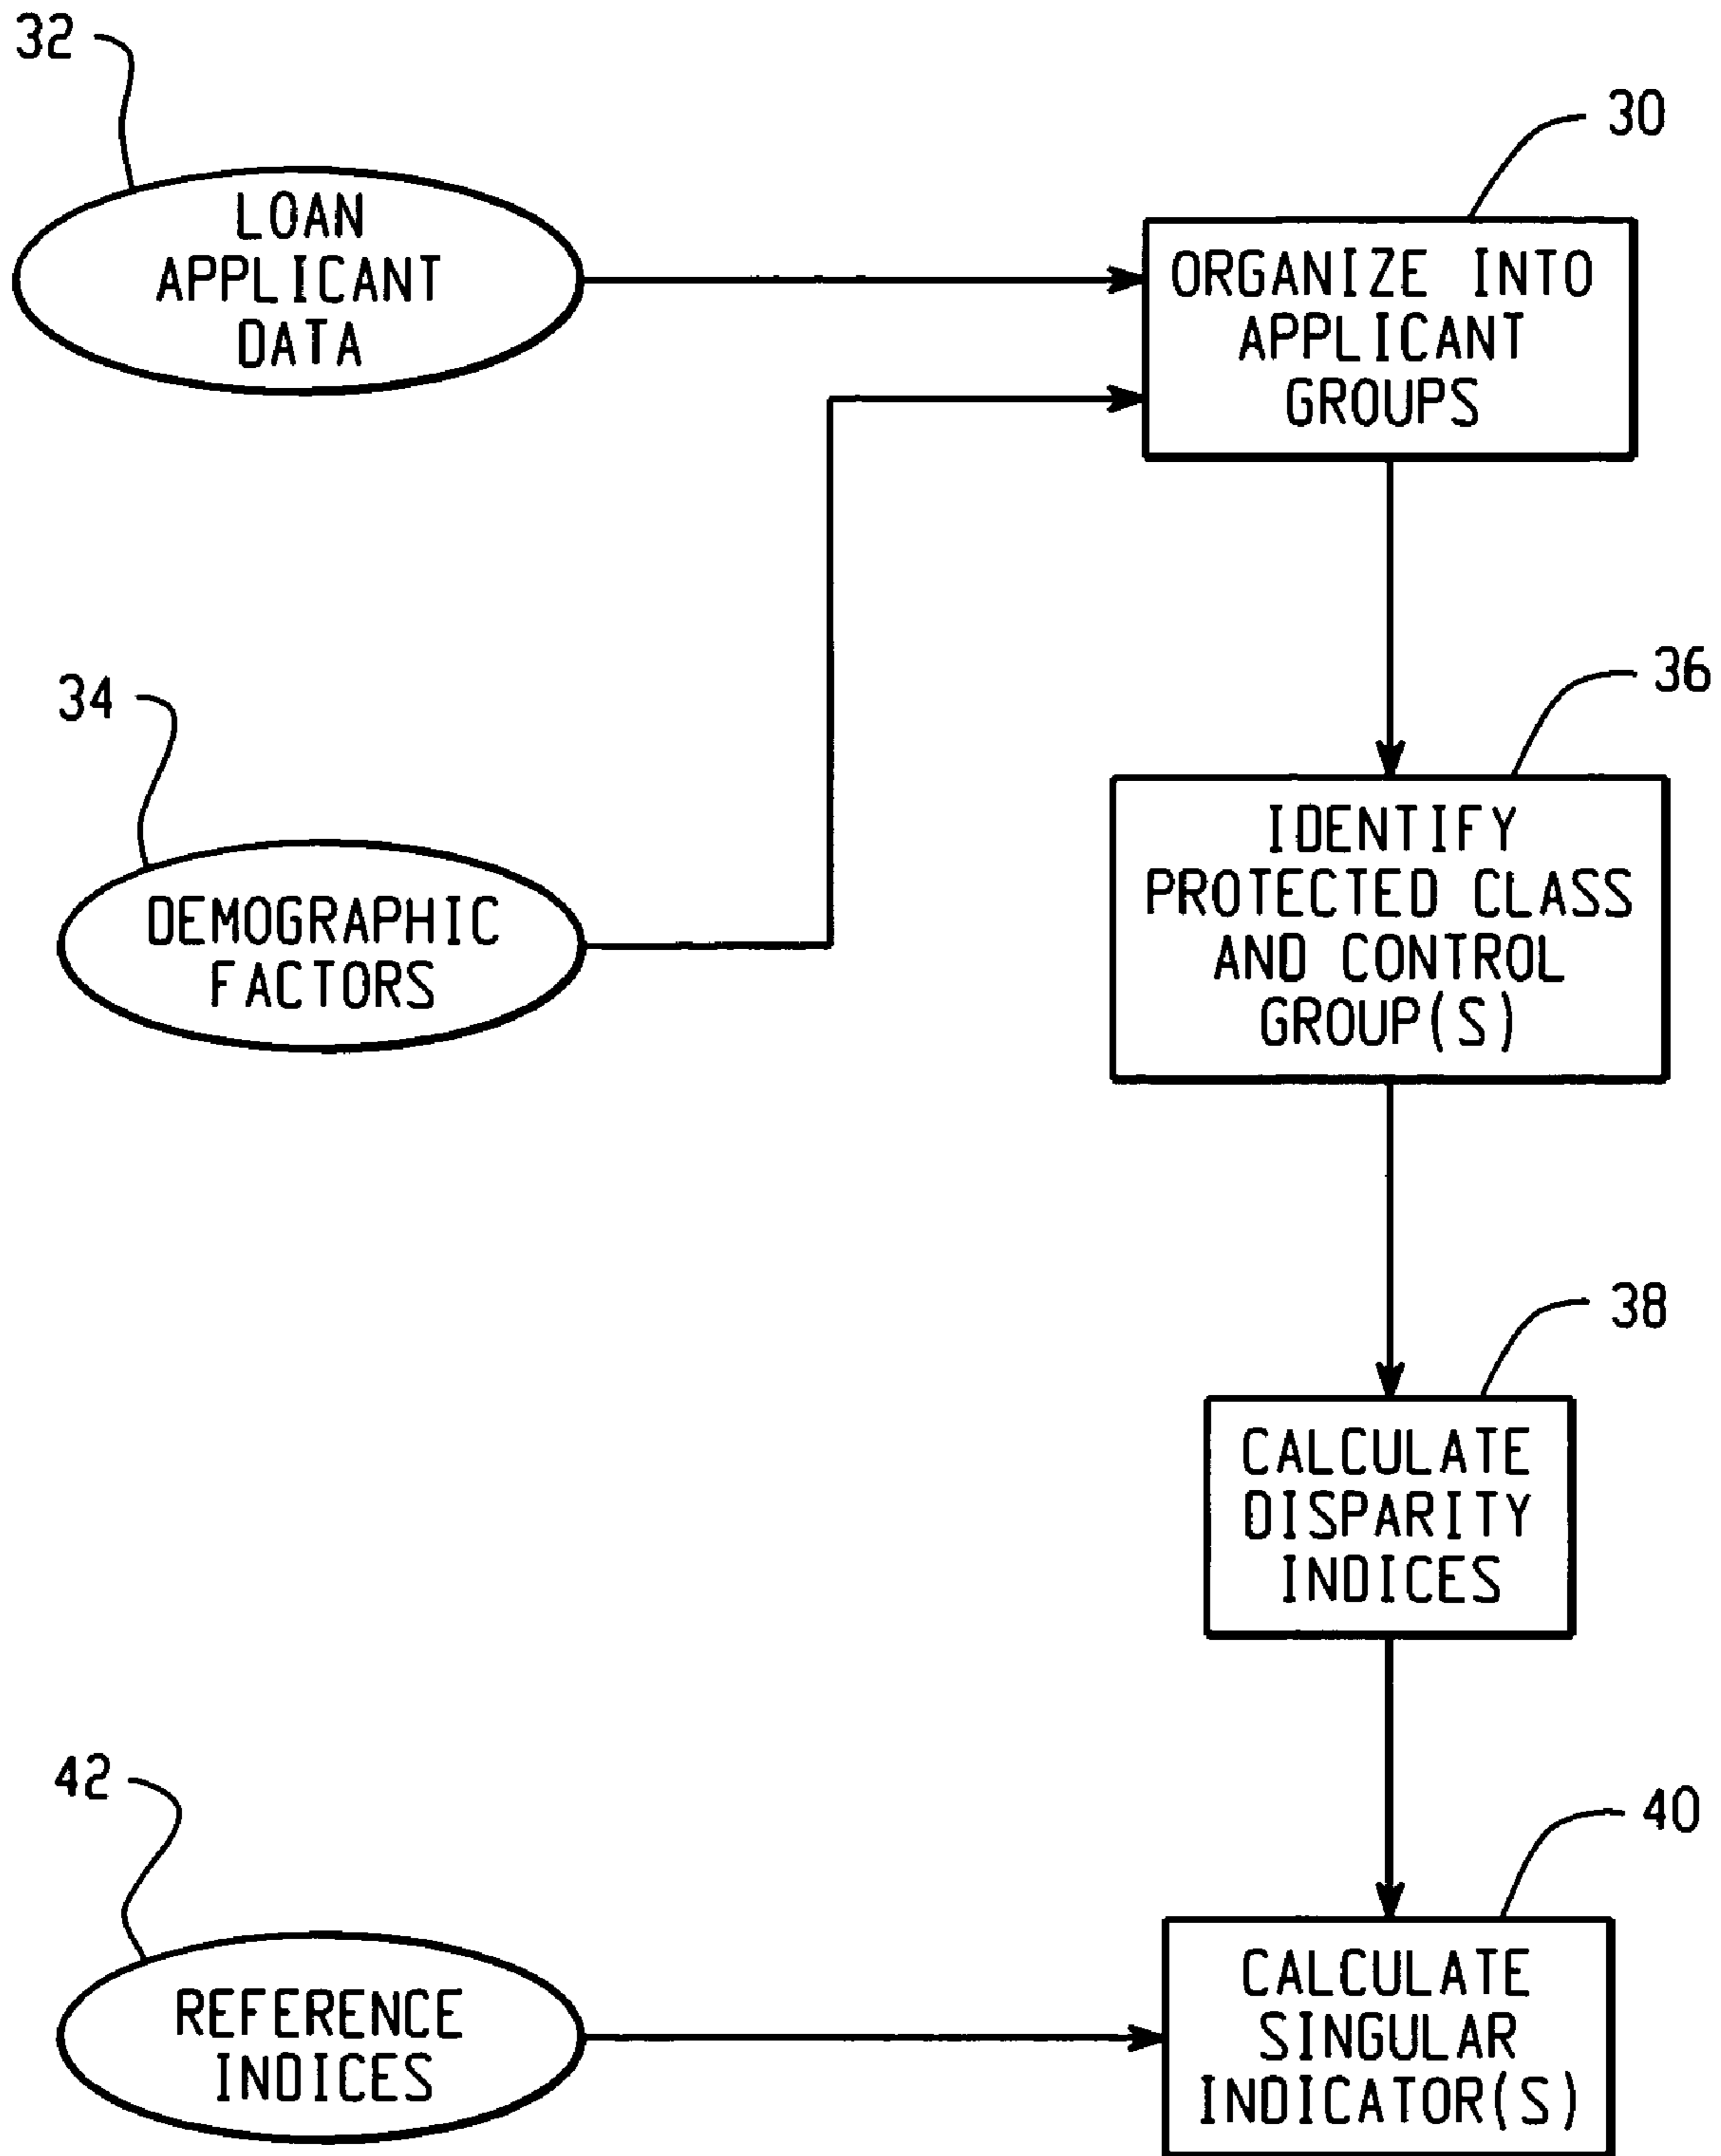 32
LOAN
APPLICANT
DATA
30
ORGANIZE INTO
APPLICANT
GROUPS
34
DEMOGRAPHIC
FACTORS
36
IDENTIFY
PROTECTED CLASS
AND CONTROL
GROUP(S)
38
CALCULATE
DISPARITY
INDICES
42
REFERENCE
INDICES
40
CALCULATE
SINGULAR
INDICATOR(S)